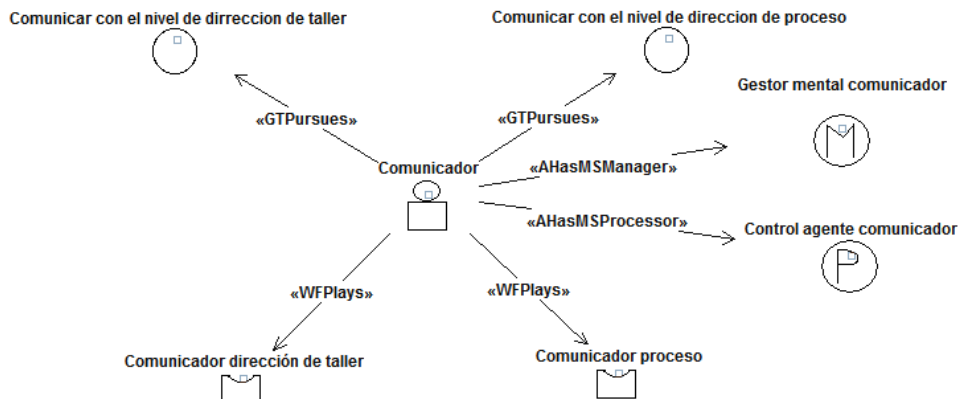 Comunicar con el nivel de dirreccion de taller
Comunicar con el nivel de direccion de proceso
Gestor mental comunicador
M
«GTPursues»
«GTPursues»
Comunicador
«AHasMSManager»
«AHasMSProcessor»
Control agente comunicador
P
«WFPlays»
«WFPlays»
Comunicador dirección de taller
Comunicador proceso